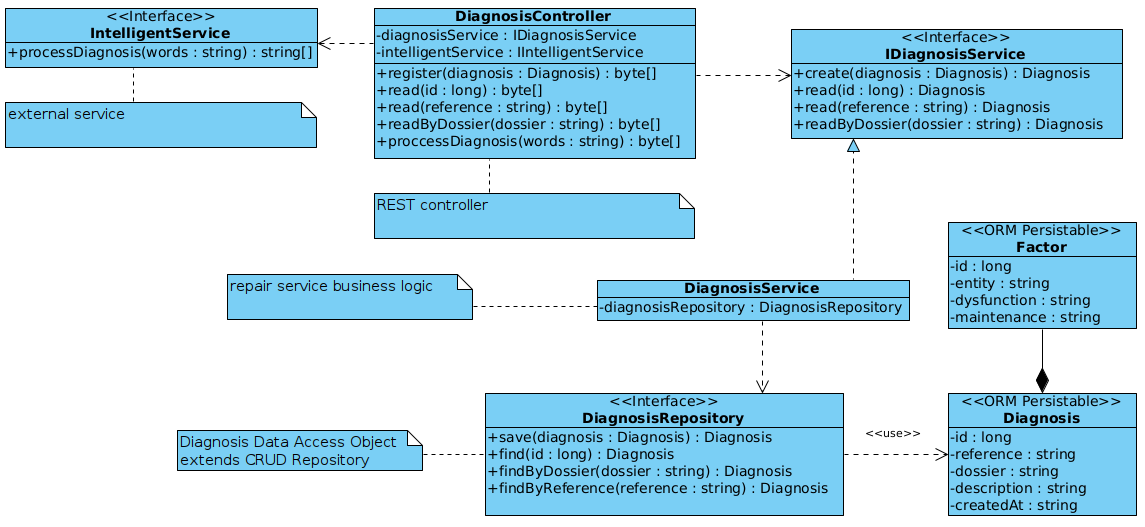 <<Interface>>
IntelligentService
+processDiagnosis(words : string) : string[]
external service
DiagnosisController
-diagnosisService : IDiagnosisService
-intelligentService : IIntelligentService
+register(diagnosis : Diagnosis) : byte[]
+read(id : long) : byte[]
+read(reference : string) : byte[]
+readByDossier(dossier : string) : byte[]
+proccessDiagnosis(words : string) : byte[]
REST controller
<<Interface>>
IDiagnosisService
+create(diagnosis : Diagnosis) : Diagnosis
+read(id : long) : Diagnosis
+read(reference : string) : Diagnosis
+readByDossier(dossier : string) : Diagnosis
<<ORM Persistable>>
Factor
-id : long
-entity : string
-dysfunction : string
-maintenance : string
repair service business logic
DiagnosisService
-diagnosisRepository : DiagnosisRepository
Diagnosis Data Access Object
extends CRUD Repository
<<Interface>>
DiagnosisRepository
+save(diagnosis : Diagnosis) : Diagnosis
+find(id : long) : Diagnosis
+findByDossier(dossier : string) : Diagnosis
+findByReference(reference : string) : Diagnosis
<<use>>
<<ORM Persistable>>
Diagnosis
-id : long
-reference : string
-dossier : string
-description : string
-createdAt : string